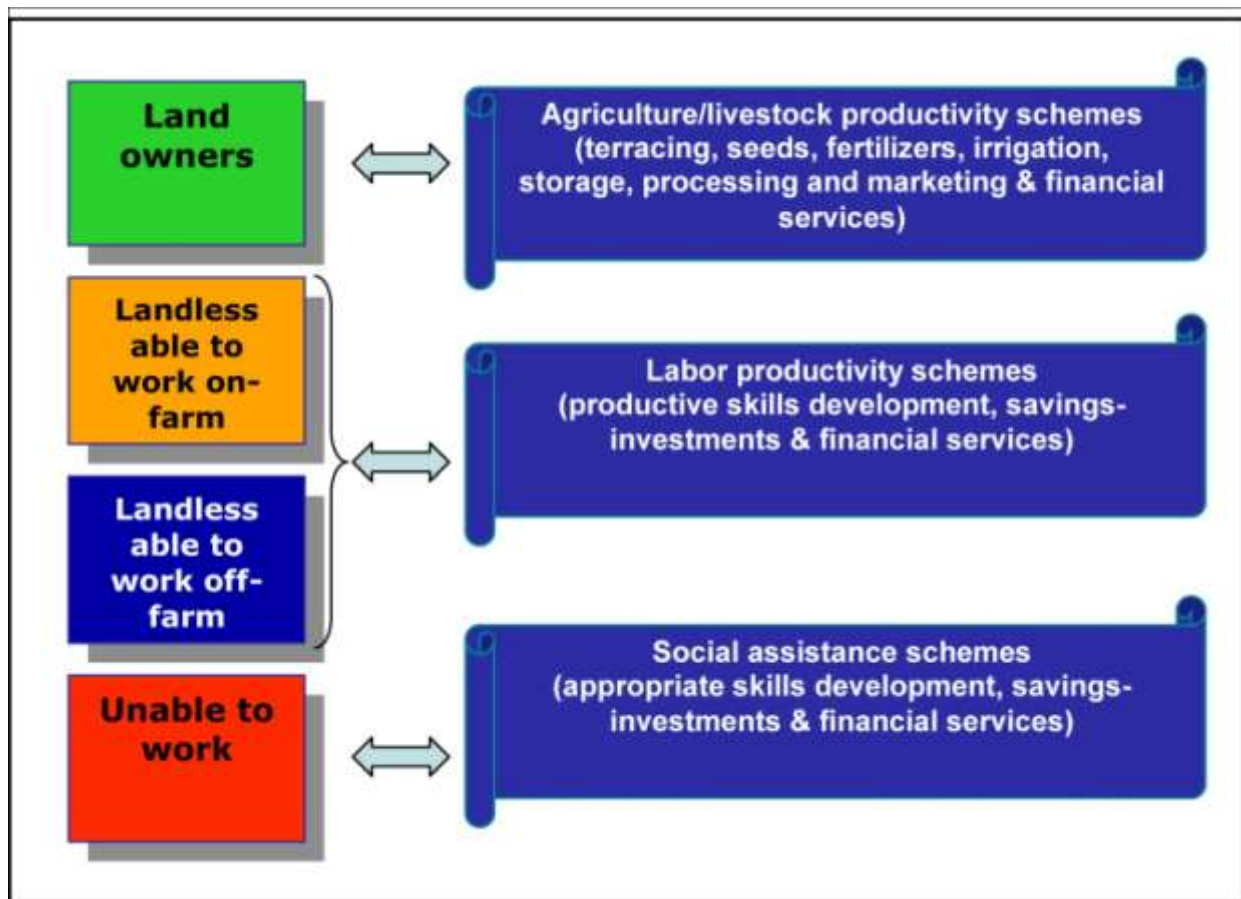 Land
owners
Agriculture/livestock productivity schemes
(terracing, seeds, fertilizers, irrigation,
storage, processing and marketing & financial
services)
Landless
able to
work on-
farm
Landless
able to
work off-
farm
Labor productivity schemes
(productive skills development, savings-
investments & financial services)
Unable to
work
Social assistance schemes
(appropriate skills development, savings-
investments & financial services)